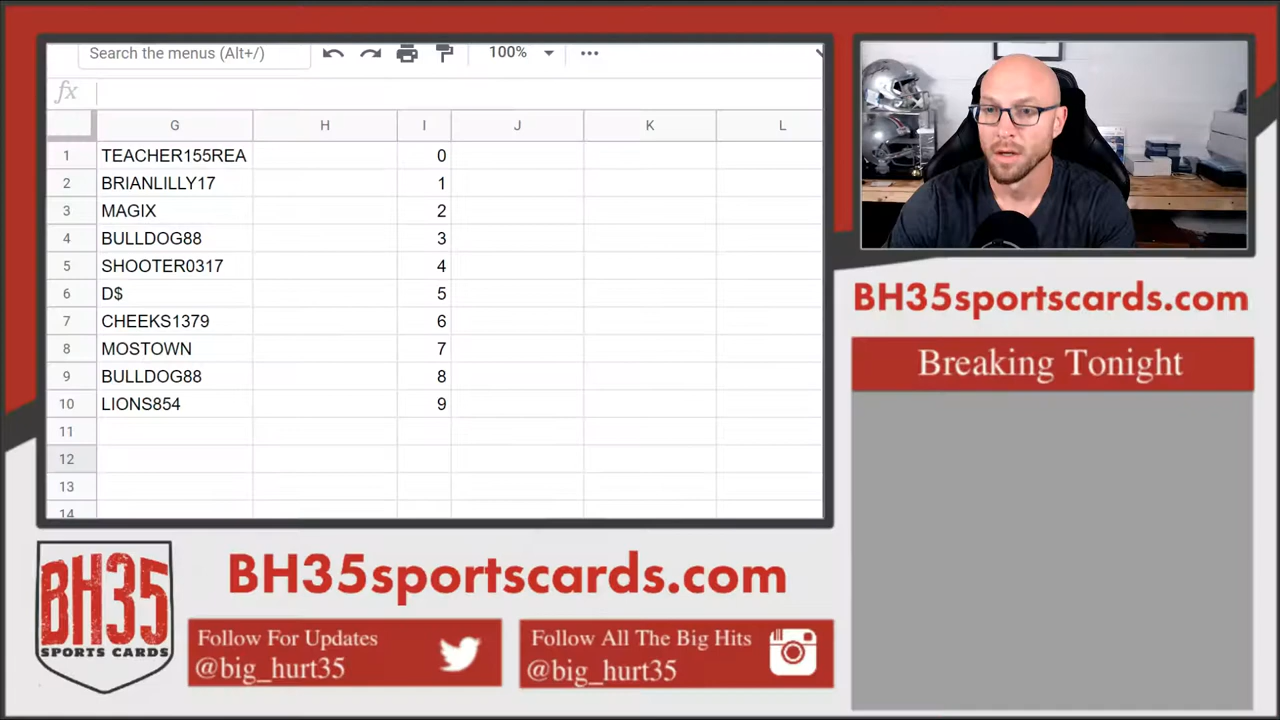 Search the menus (Alt+/)
100%
fx
G H I J K L
1 TEACHER155REA 0
2 BRIANLILLY17 1
3 MAGIX 2
4 BULLDOG88 3
5 SHOOTER0317 4
6 D$ 5
7 CHEEKS1379 6
8 MOSTOWN 7
9 BULLDOG88 8
10 LIONS854 9
11
12
13
14
BH35sportscards.com
Breaking Tonight
BH35
SPORTS CARDS
BH35sportscards.com
Follow For Updates
@big_hurt35
Follow All The Big Hits
@big_hurt35